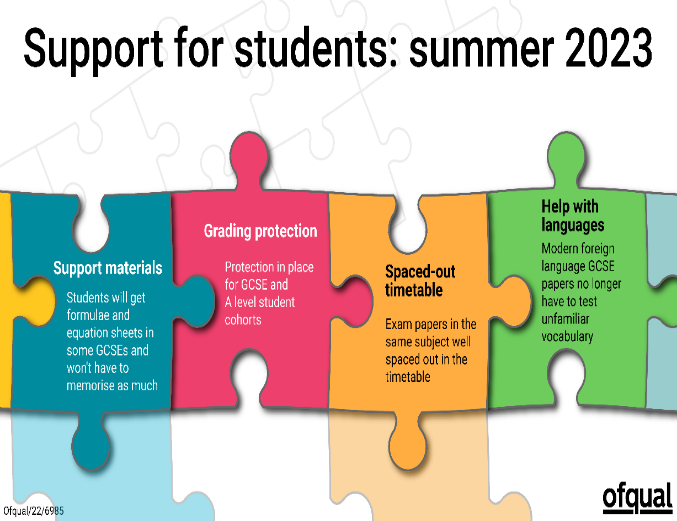 Support for students: summer 2023
Support materials
Students will get
formulae and
equation sheets in
some GCSEs and
won't have to
memorise as much
Grading protection
Protection in place
for GCSE and
A level student
cohorts
Spaced-out
timetable
Exam papers in the
same subject well
spaced out in the
timetable
Help with
languages
Modern foreign
language GCSE
papers no longer
have to test
unfamiliar
vocabulary
Ofqual/22/6985
ofqual